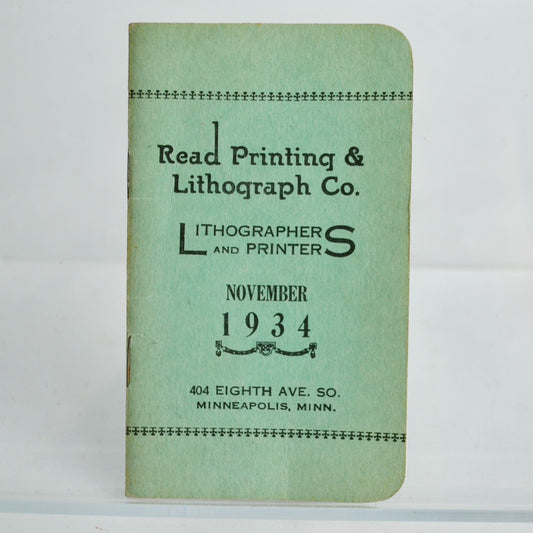 Read Printing &
Lithograph Co.
LITHOGRAPHERS
AND PRINTERS
NOVEMBER
1934
404 EIGHTH AVE. SO.
MINNEAPOLIS, MINN.